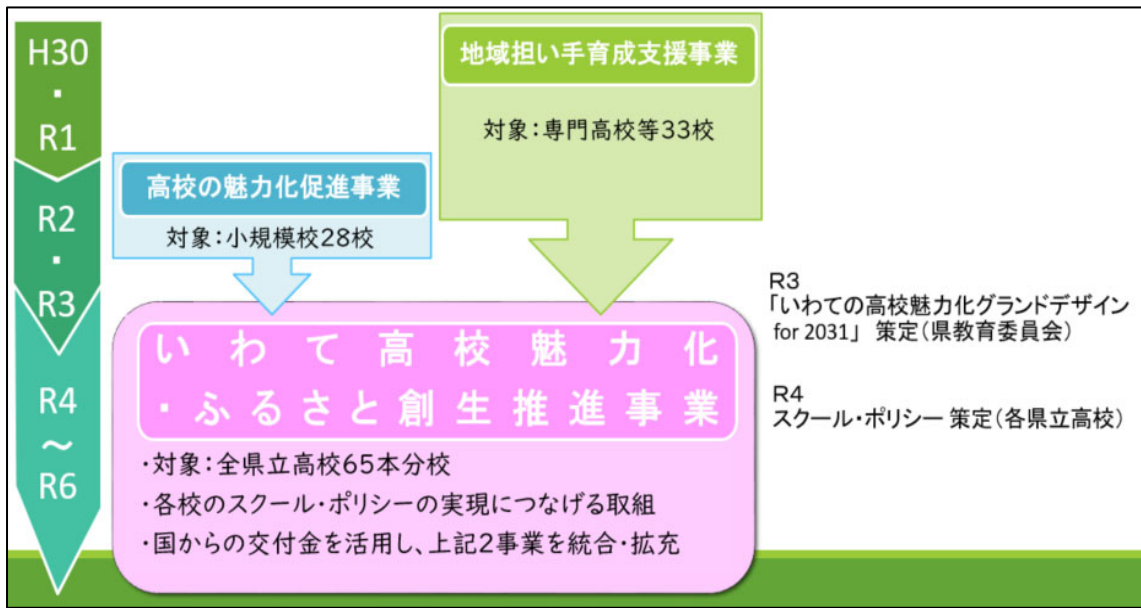 H30
・
R1
R2
・
R3
R4
～
R6
地域担い手育成支援事業
対象：専門高校等33校
高校の魅力化促進事業
対象：小規模校28校
いわて高校魅力化
・ふるさと創生推進事業
・対象：全県立高校65本分校
・各校のスクール・ポリシーの実現につなげる取組
・国からの交付金を活用し、上記2事業を統合・拡充
R3
「いわての高校魅力化グランドデザイン
for 2031」 策定（県教育委員会）
R4
スクール・ポリシー 策定（各県立高校）